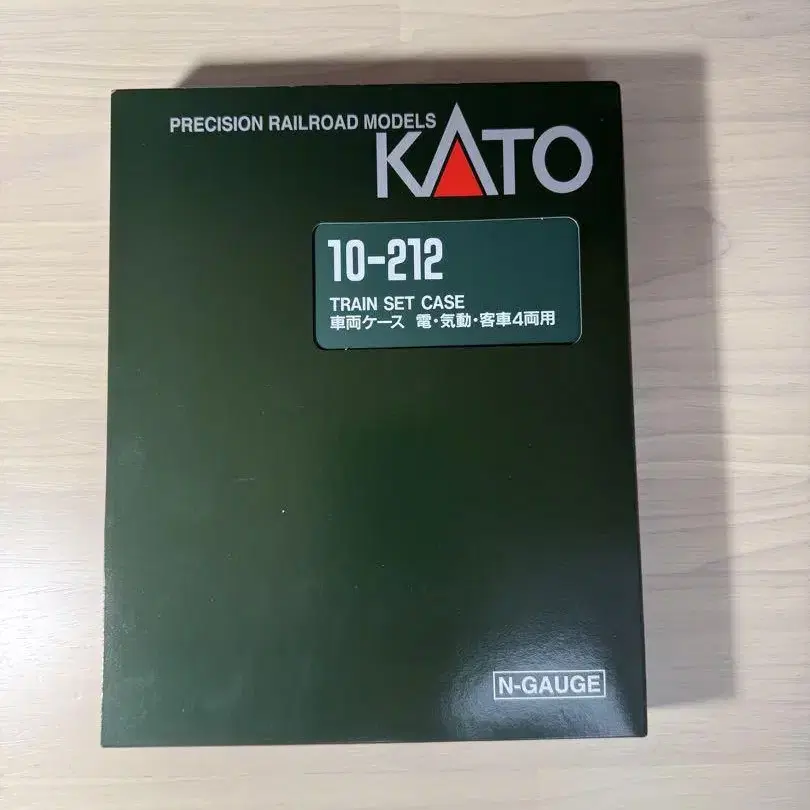 PRECISION RAILROAD MODELS
KATO
10-212
TRAIN SET CASE
車両ケース 電・気動・客車4両用
N-GAUGE